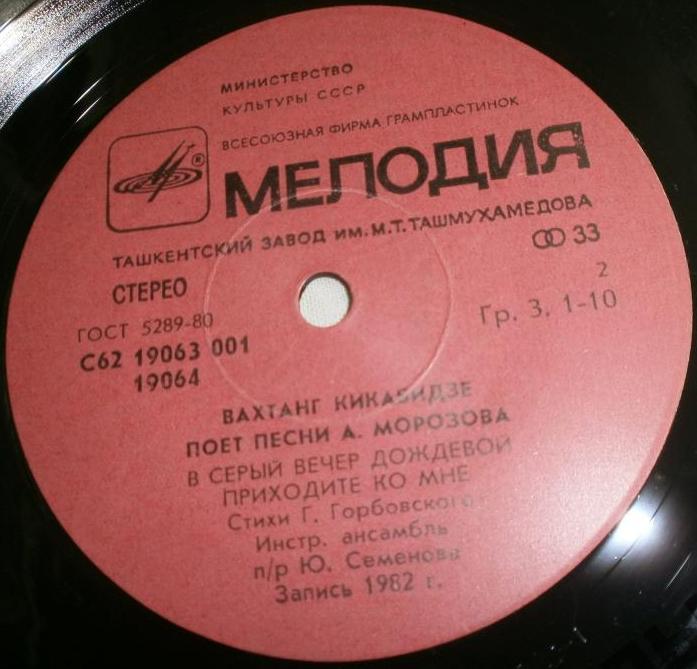 МИНИСТЕРСТВО
КУЛЬТУРЫ СССР
ВСЕСОЮЗНАЯ ФИРМА ГРАМПЛАСТИНОК
® МЕЛОДИЯ
ТАШКЕНТСКИЙ ЗАВОД ИМ. М.Т. ТАШМУХАМЕДОВА
СТЕРЕО 33
ГОСТ 5289-80 2
С62 19063 001 Гр. 3. 1-10
19064
ВАХТАНГ КИКАБИДЗЕ
ПОЕТ ПЕСНИ А. МОРОЗОВА
В СЕРЫЙ ВЕЧЕР ДОЖДЕВОЙ
ПРИХОДИТЕ КО МНЕ
Стихи Г. Горбовского
Инстр. ансамбль
п/р Ю. Семенова
Запись 1982 г.